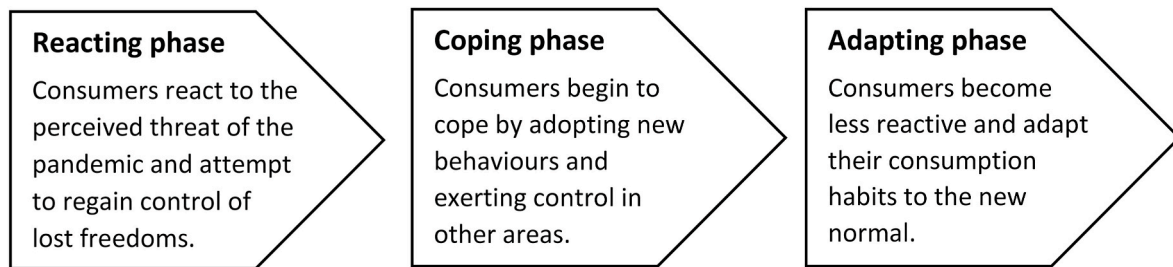 Reacting phase
Consumers react to the
perceived threat of the
pandemic and attempt
to regain control of
lost freedoms.
Coping phase
Consumers begin to
cope by adopting new
behaviours and
exerting control in
other areas.
Adapting phase
Consumers become
less reactive and adapt
their consumption
habits to the new
normal.